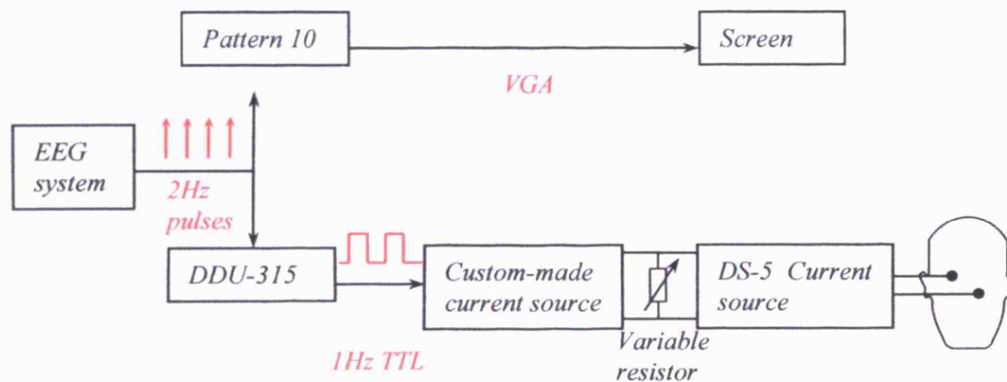 Pattern 10
Screen
VGA
EEG
system
2Hz
pulses
DDU-315
Custom-made
current source
DS-5 Current
source
1Hz TTL
Variable
resistor